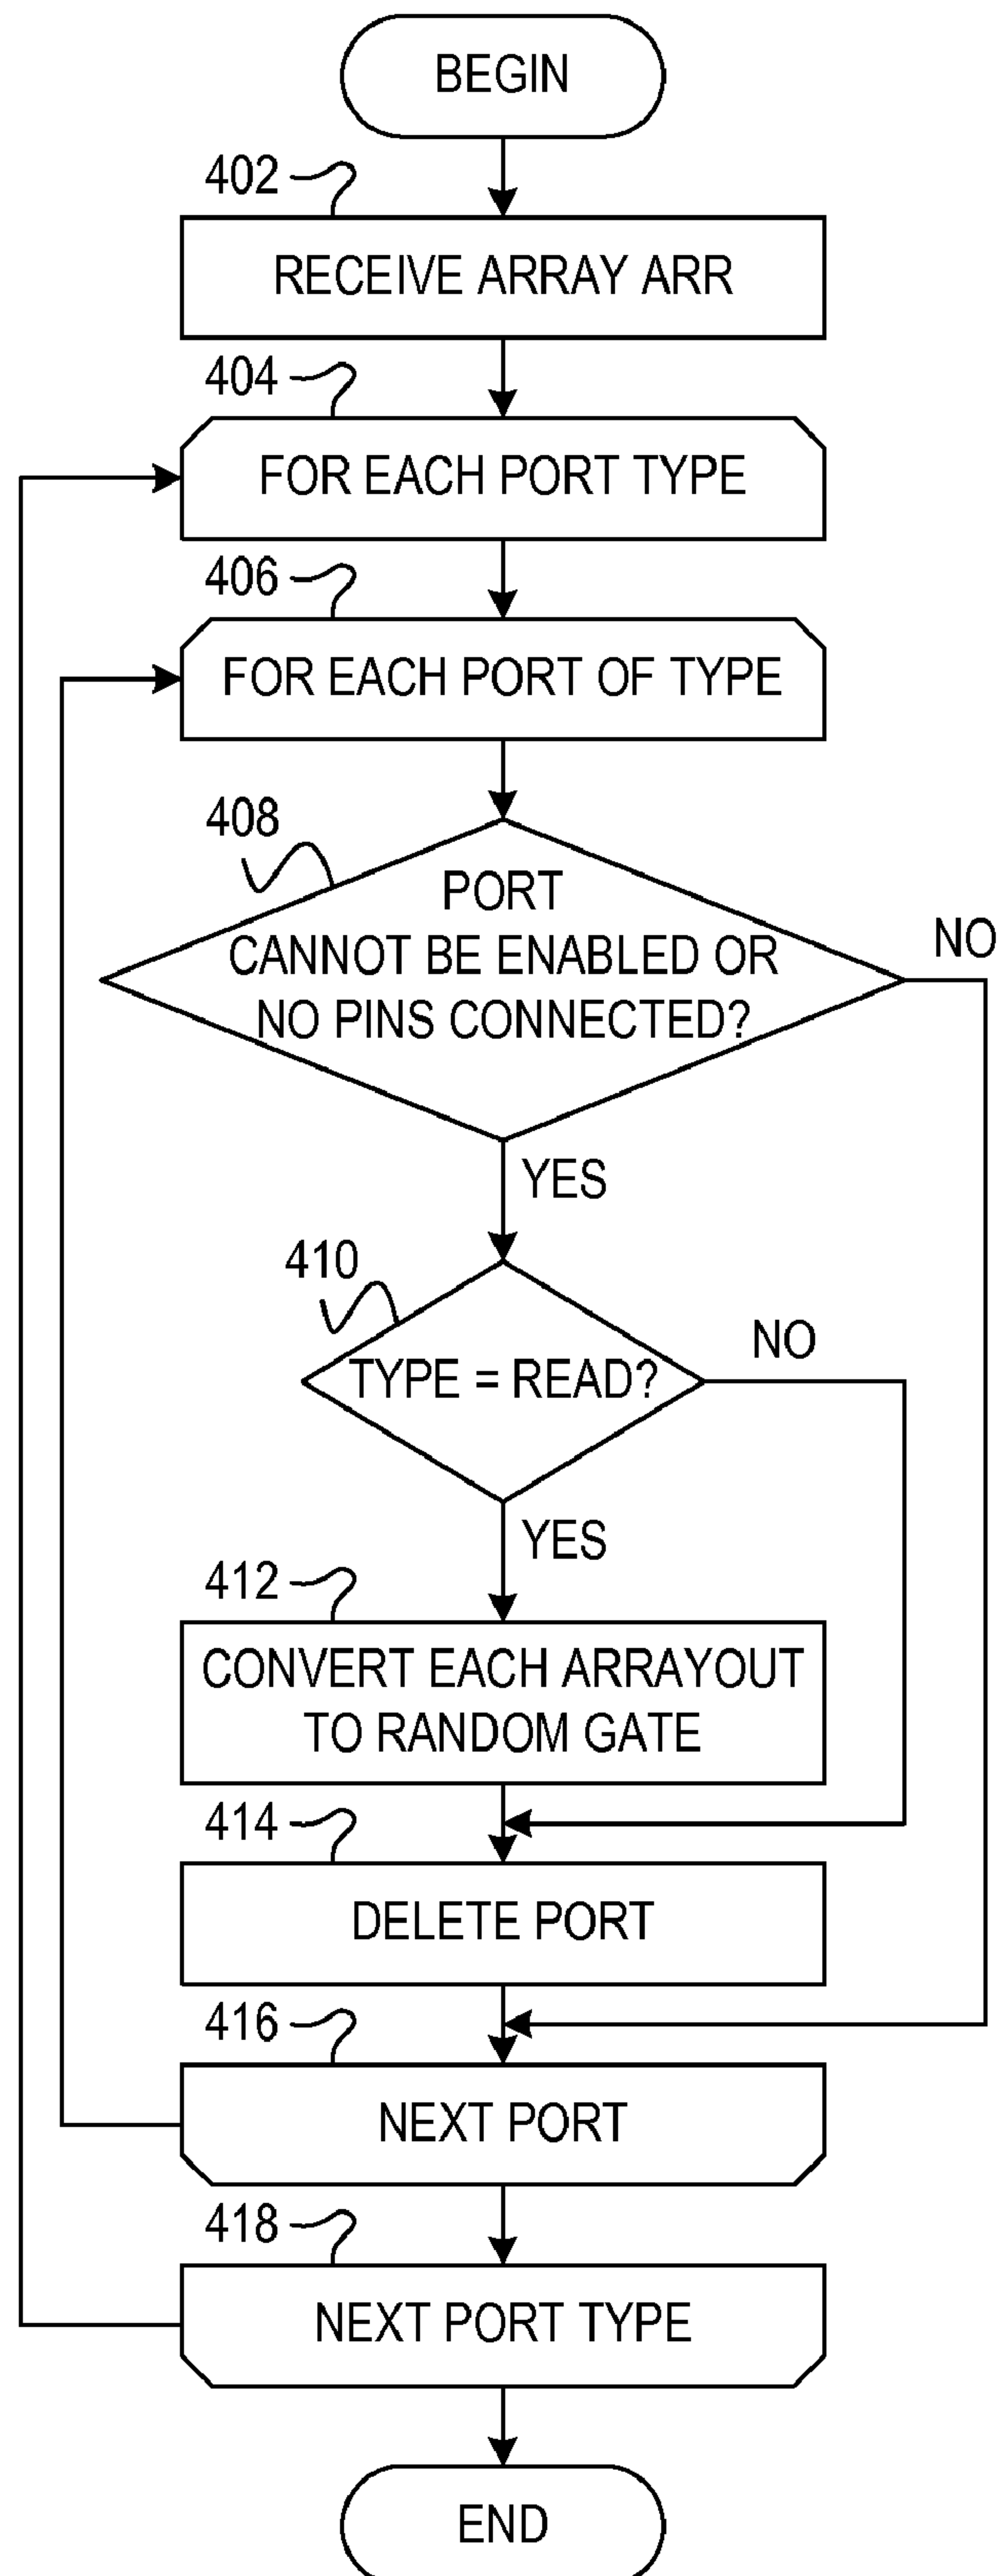 BEGIN
402
RECEIVE ARRAY ARR
404
FOR EACH PORT TYPE
406
FOR EACH PORT OF TYPE
408
PORT
CANNOT BE ENABLED OR
NO PINS CONNECTED?
NO
YES
410
TYPE = READ?
NO
YES
412
CONVERT EACH ARRAYOUT
TO RANDOM GATE
414
DELETE PORT
416
NEXT PORT
418
NEXT PORT TYPE
END